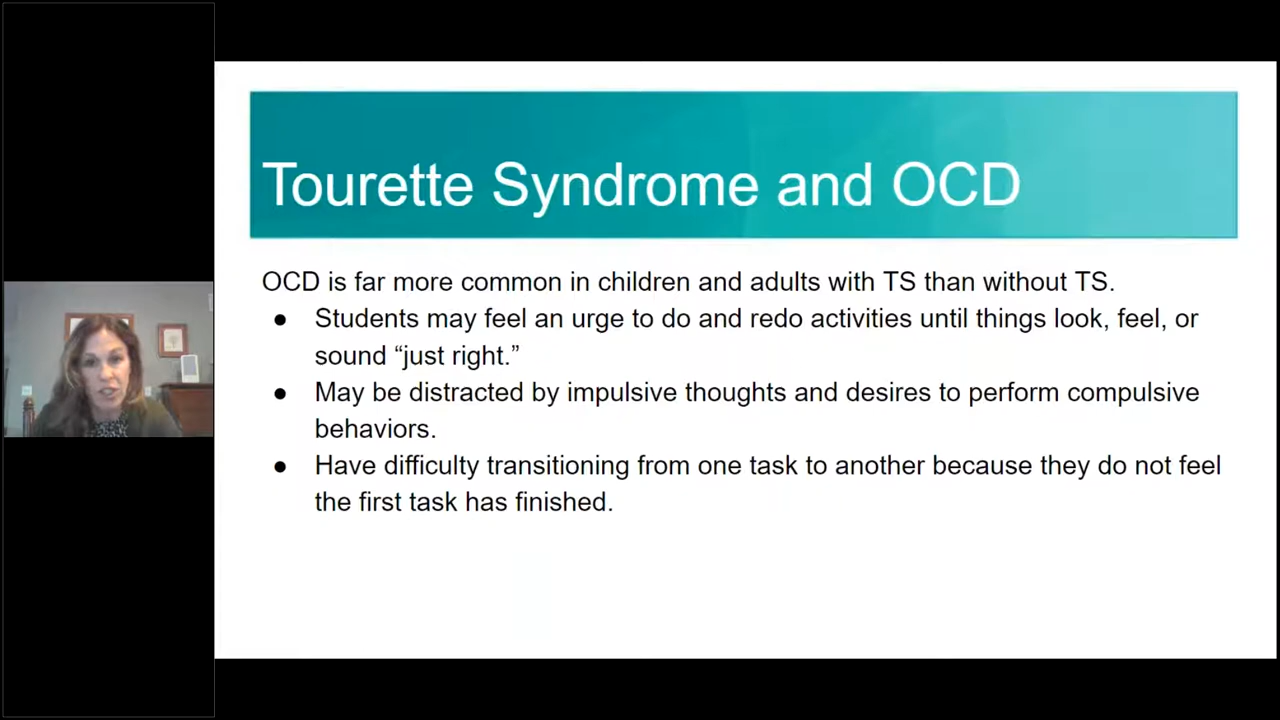 Tourette Syndrome and OCD
OCD is far more common in children and adults with TS than without TS.
● Students may feel an urge to do and redo activities until things look, feel, or
sound “just right.”
● May be distracted by impulsive thoughts and desires to perform compulsive
behaviors.
● Have difficulty transitioning from one task to another because they do not feel
the first task has finished.